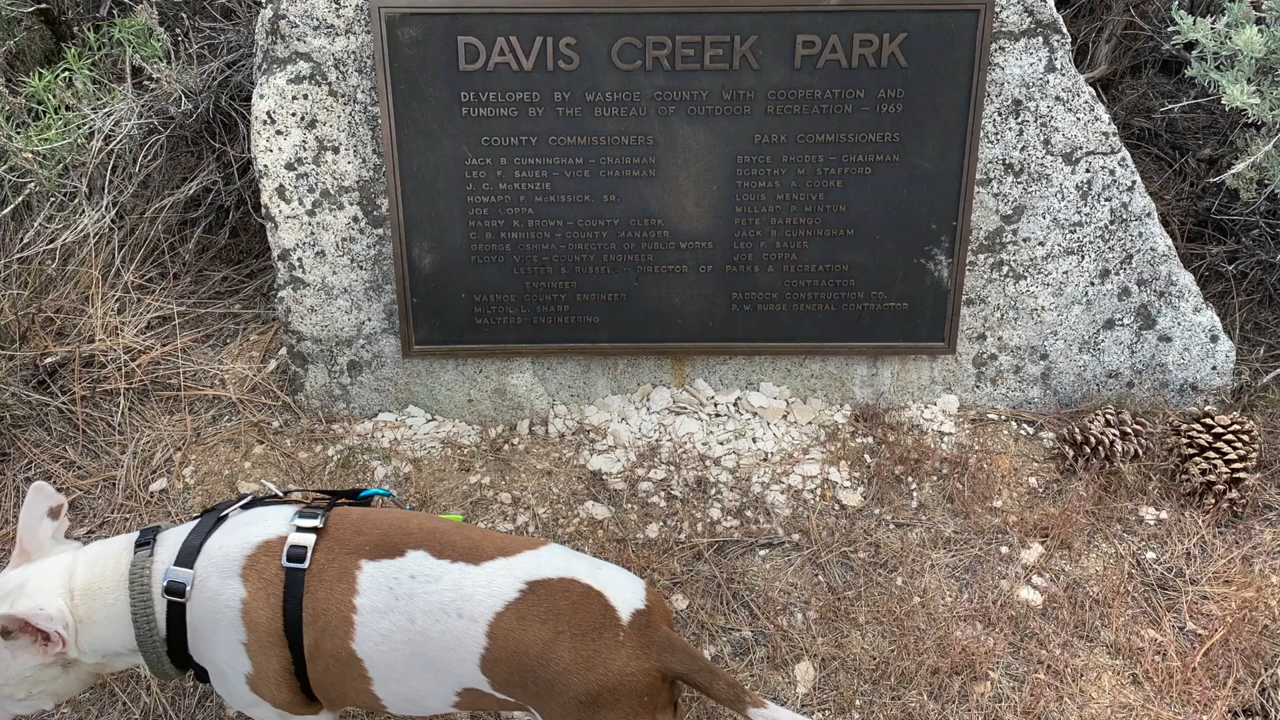 DAVIS CREEK PARK
DEVELOPED BY WASHOE COUNTY WITH COOPERATION AND
FUNDING BY THE BUREAU OF OUTDOOR RECREATION — 1969
COUNTY COMMISSIONERS
JACK B. CUNNINGHAM — CHAIRMAN
LEO F. SAUER — VICE CHAIRMAN
J. C. McKENZIE
HOWARD F. McKISSICK, SR.
JOE COPPA
HARRY K. BROWN — COUNTY CLERK
C. B. KINNISON — COUNTY MANAGER
GEORGE OSHIMA — DIRECTOR OF PUBLIC WORKS
FLOYD VICE — COUNTY ENGINEER
PARK COMMISSIONERS
BRYCE RHODES — CHAIRMAN
DOROTHY M. STAFFORD
THOMAS A. COOKE
LOUIS MENDIVE
WILLARD P. MINTUN
PETE BARENGO
JACK B. CUNNINGHAM
LEO F. SAUER
JOE COPPA
LESTER S. RUSSELL — DIRECTOR OF PARKS & RECREATION
ENGINEER
WASHOE COUNTY ENGINEER
MILTON L. SHARP
WALTERS ENGINEERING
CONTRACTOR
PADDOCK CONSTRUCTION CO.
P. W. BURGE GENERAL CONTRACTOR